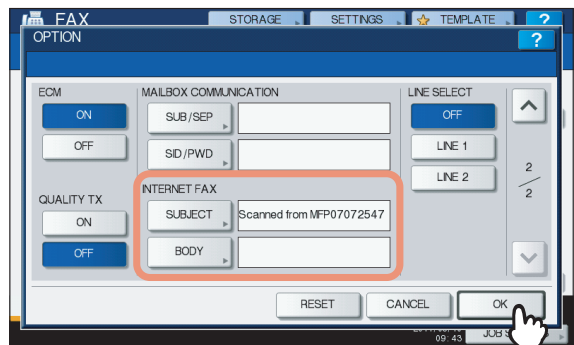 FAX STORAGE SETTINGS TEMPLATE ?
OPTION ?
ECM
ON
OFF
QUALITY TX
ON
OFF
MAILBOX COMMUNICATION
SUB/SEP
SID/PWD
INTERNET FAX
SUBJECT Scanned from MFP07072547
BODY
LINE SELECT
OFF
LINE 1
LINE 2
2
2
RESET CANCEL OK
09:43 JOB